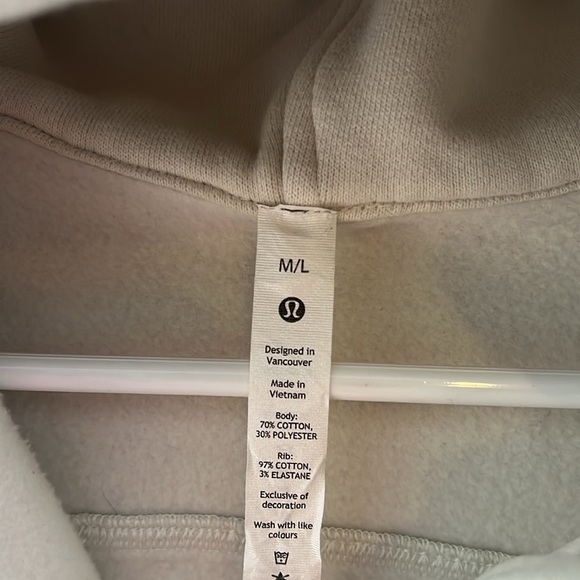 M/L
Designed in
Vancouver
Made in
Vietnam
Body:
70% COTTON,
30% POLYESTER
Rib:
97% COTTON,
3% ELASTANE
Exclusive of
decoration
Wash with like
colours